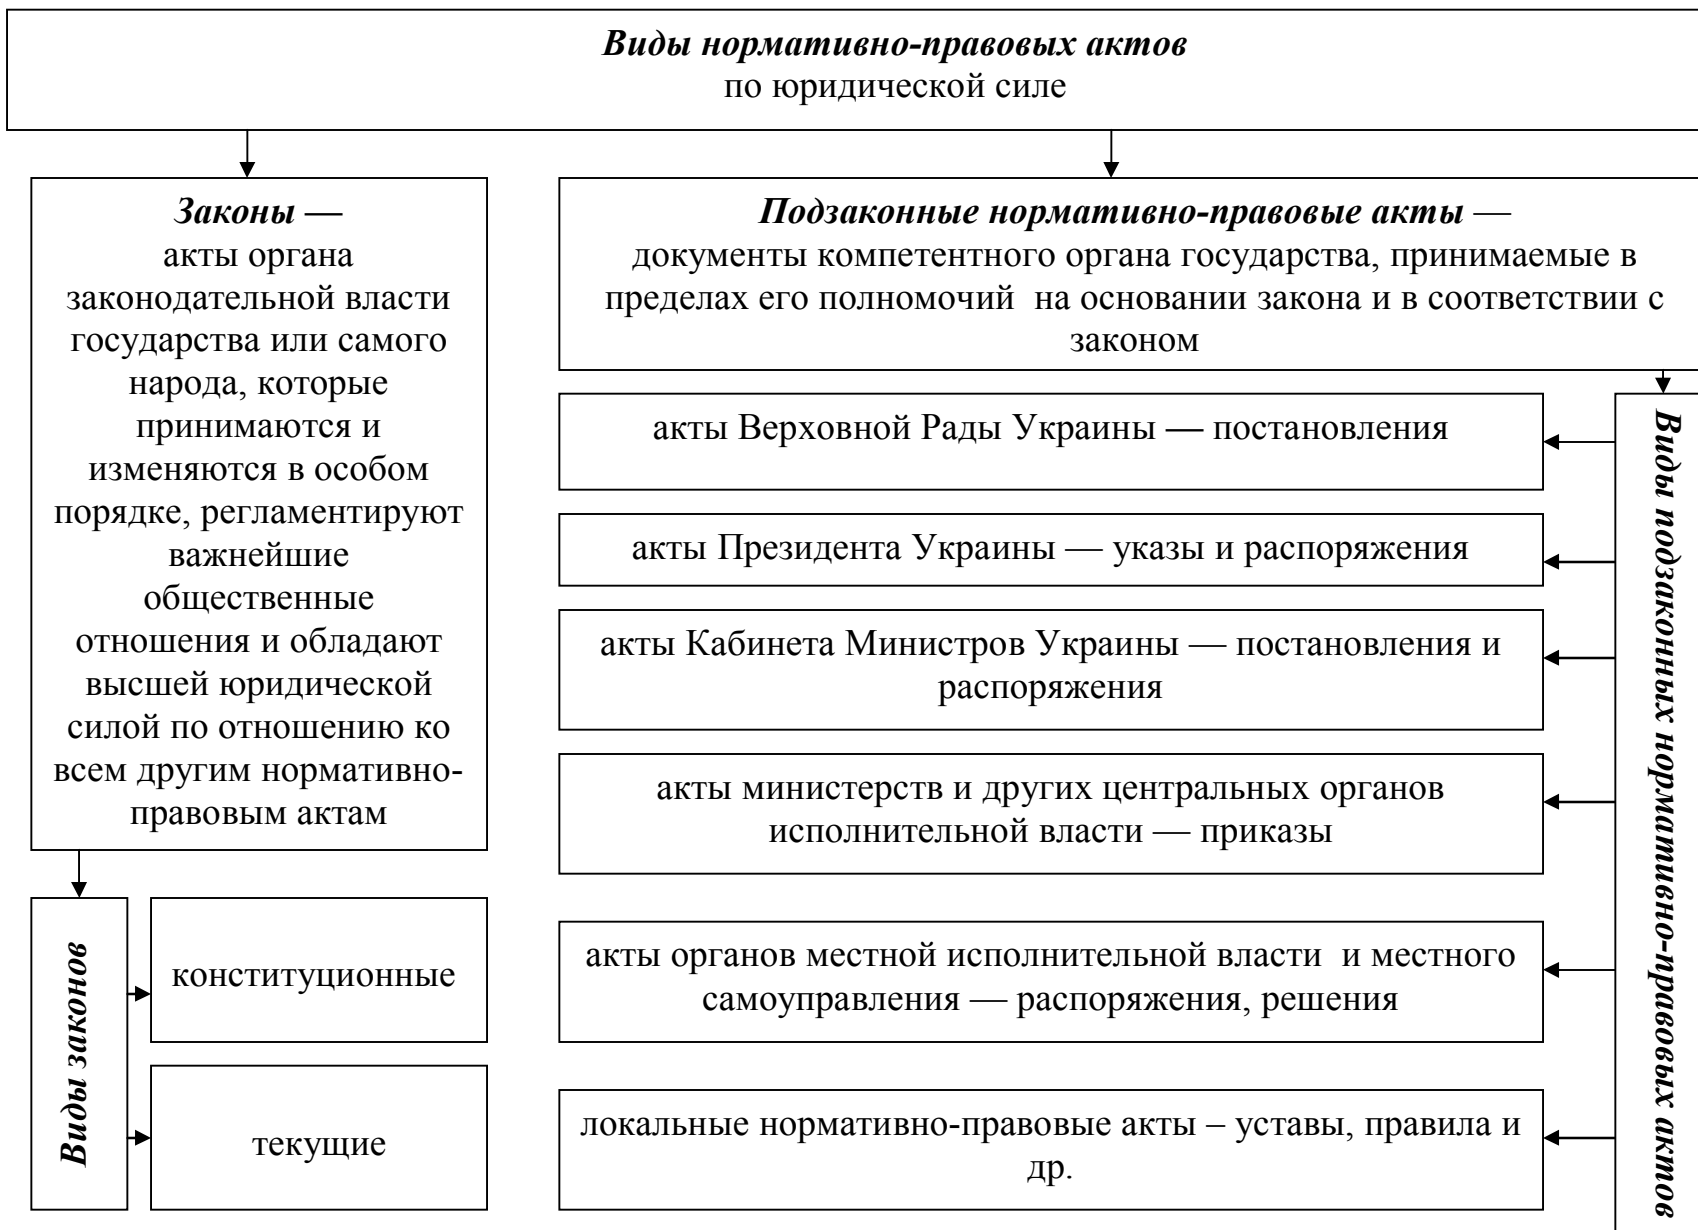 Виды нормативно-правовых актов
по юридической силе
Законы —
акты органа
законодательной власти
государства или самого
народа, которые
принимаются и
изменяются в особом
порядке, регламентируют
важнейшие
общественные
отношения и обладают
высшей юридической
силой по отношению ко
всем другим нормативно-
правовым актам
Виды законов
конституционные
текущие
Подзаконные нормативно-правовые акты —
документы компетентного органа государства, принимаемые в
пределах его полномочий  на основании закона и в соответствии с
законом
Виды подзаконных нормативно-правовых актов
акты Верховной Рады Украины — постановления
акты Президента Украины — указы и распоряжения
акты Кабинета Министров Украины — постановления и
распоряжения
акты министерств и других центральных органов
исполнительной власти — приказы
акты органов местной исполнительной власти  и местного
самоуправления — распоряжения, решения
локальные нормативно-правовые акты – уставы, правила и
др.